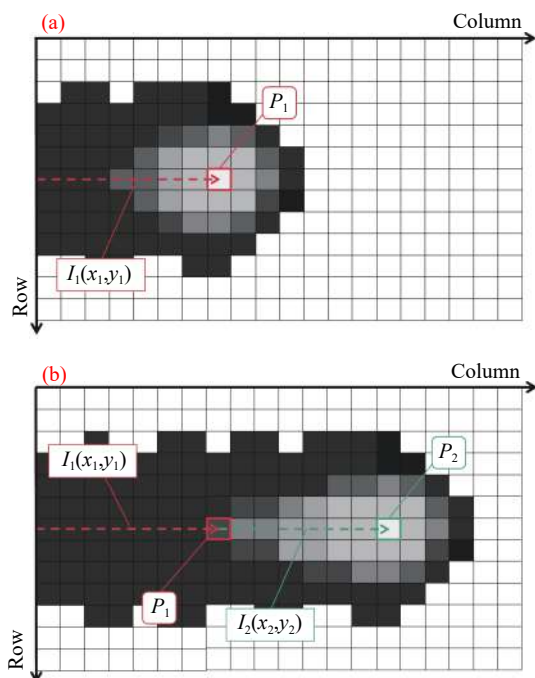 (a)
Column
P₁
I₁(x₁,y₁)
Row
(b)
Column
I₁(x₁,y₁)
P₂
P₁
I₂(x₂,y₂)
Row